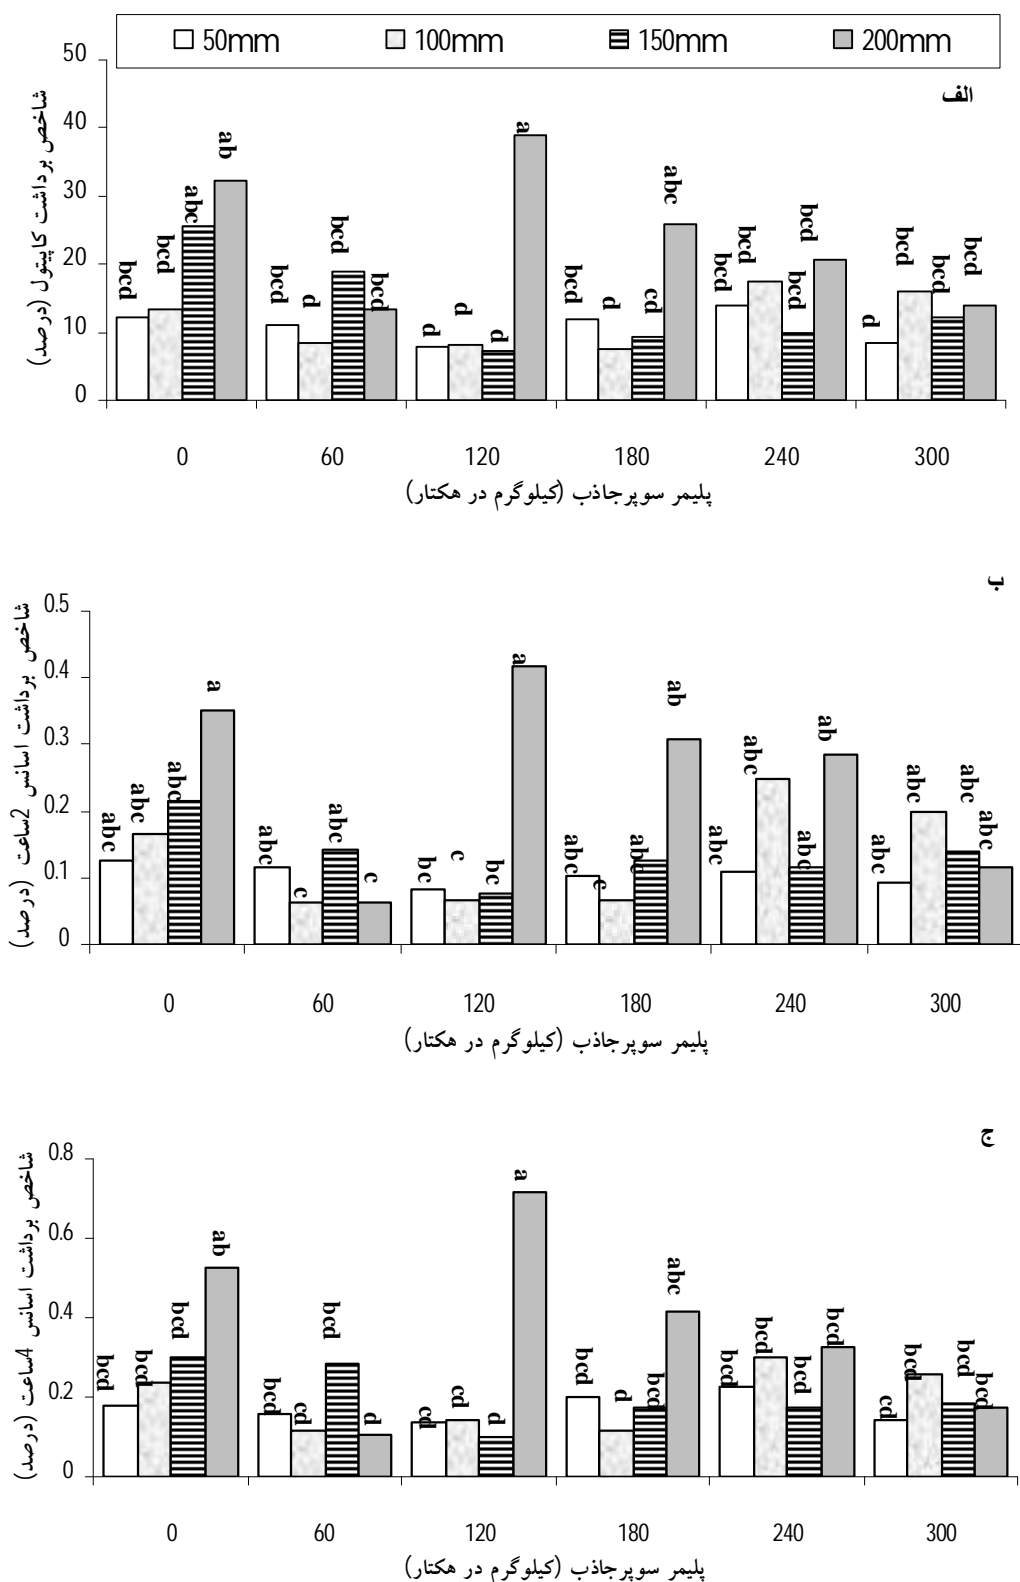 50mm 100mm 150mm 200mm
الف
شاخص برداشت کاپیتول (درصد)
50
40
30
20
10
0
bcd bcd abc ab bcd d bcd bcd d d d a bcd d cd abc bcd bcd bcd bcd d bcd bcd bcd
0 60 120 180 240 300
پلیمر سوپرجاذب (کیلوگرم در هکتار)
ب
شاخص برداشت اسانس 2ساعت (درصد)
0.5
0.4
0.3
0.2
0.1
0
abc abc abc a abc c abc c bc c bc a abc c abc ab abc abc abc ab abc abc abc abc
0 60 120 180 240 300
پلیمر سوپرجاذب (کیلوگرم در هکتار)
ج
شاخص برداشت اسانس 4ساعت (درصد)
0.8
0.6
0.4
0.2
0
bcd bcd bcd ab bcd cd bcd d cd cd d a bcd d bcd abc bcd bcd bcd bcd cd bcd bcd bcd
0 60 120 180 240 300
پلیمر سوپرجاذب (کیلوگرم در هکتار)